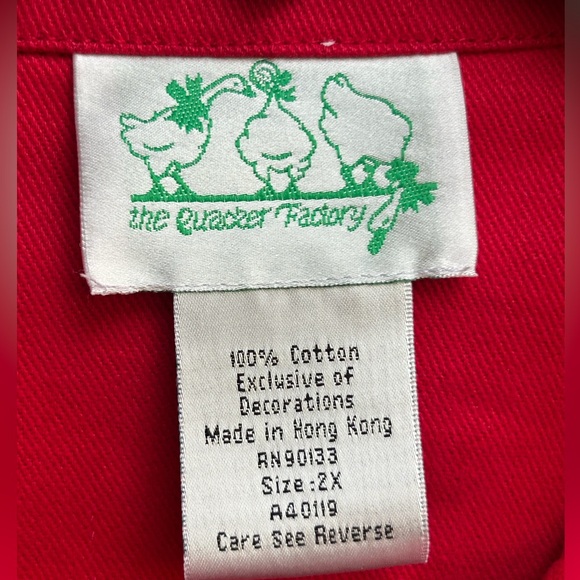 the Quacker Factory
100% Cotton
Exclusive of
Decorations
Made in Hong Kong
RN90133
Size:2X
A40119
Care See Reverse